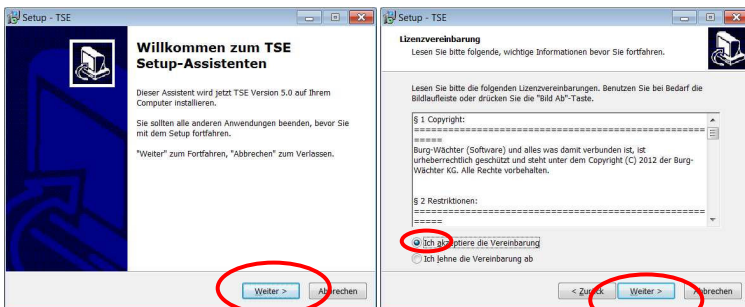 Setup - TSE
Willkommen zum TSE
Setup-Assistenten
Dieser Assistent wird jetzt TSE Version 5.0 auf Ihrem
Computer installieren.
Sie sollten alle anderen Anwendungen beenden, bevor Sie
mit dem Setup fortfahren.
"Weiter" zum Fortfahren, "Abbrechen" zum Verlassen.
Weiter >
Abbrechen
Setup - TSE
Lizenzvereinbarung
Lesen Sie bitte folgende, wichtige Informationen bevor Sie fortfahren.
Lesen Sie bitte die folgenden Lizenzvereinbarungen. Benutzen Sie bei Bedarf die
Bildlaufleiste oder drücken Sie die "Bild Ab"-Taste.
§ 1 Copyright:
=====================================================
=====
Burg-Wächter (Software) und alles was damit verbunden ist, ist
urheberrechtlich geschützt und steht unter dem Copyright (C) 2012 der Burg-
Wächter KG. Alle Rechte vorbehalten.
§ 2 Restriktionen:
=====================================================
=====
Ich akzeptiere die Vereinbarung
Ich lehne die Vereinbarung ab
< Zurück
Weiter >
Abbrechen